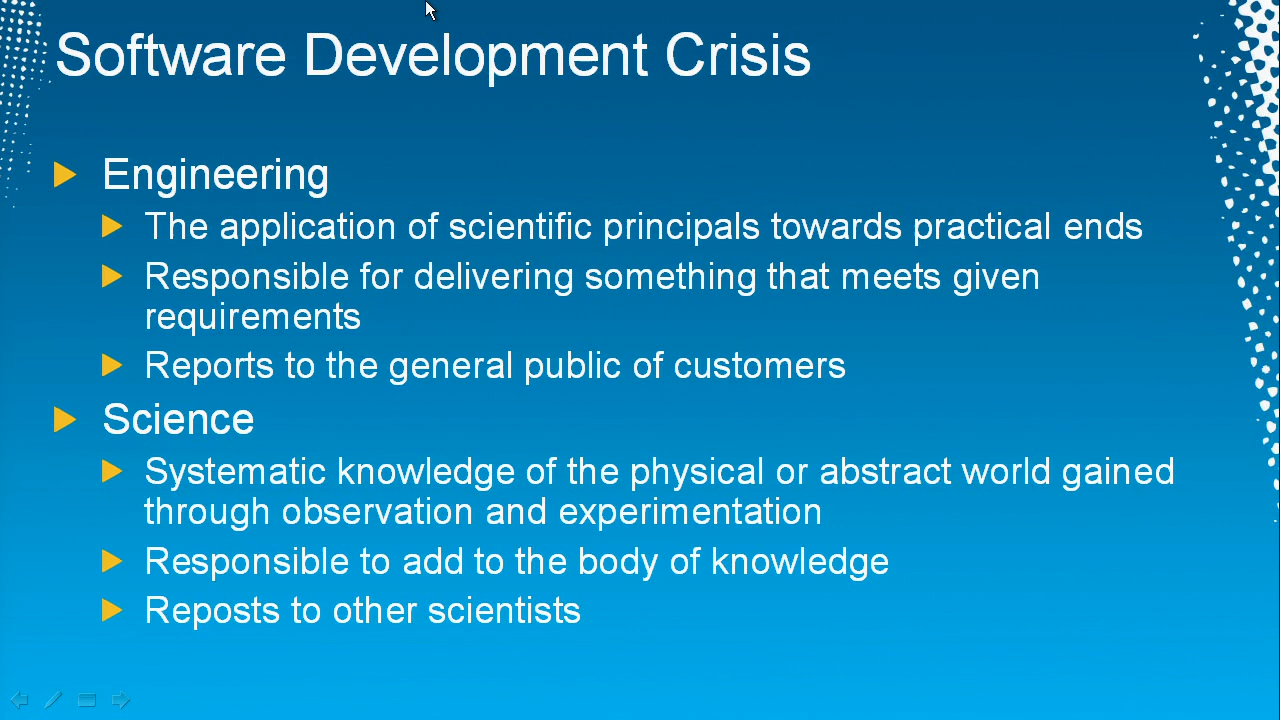 Software Development Crisis
Engineering
The application of scientific principals towards practical ends
Responsible for delivering something that meets given
requirements
Reports to the general public of customers
Science
Systematic knowledge of the physical or abstract world gained
through observation and experimentation
Responsible to add to the body of knowledge
Reposts to other scientists